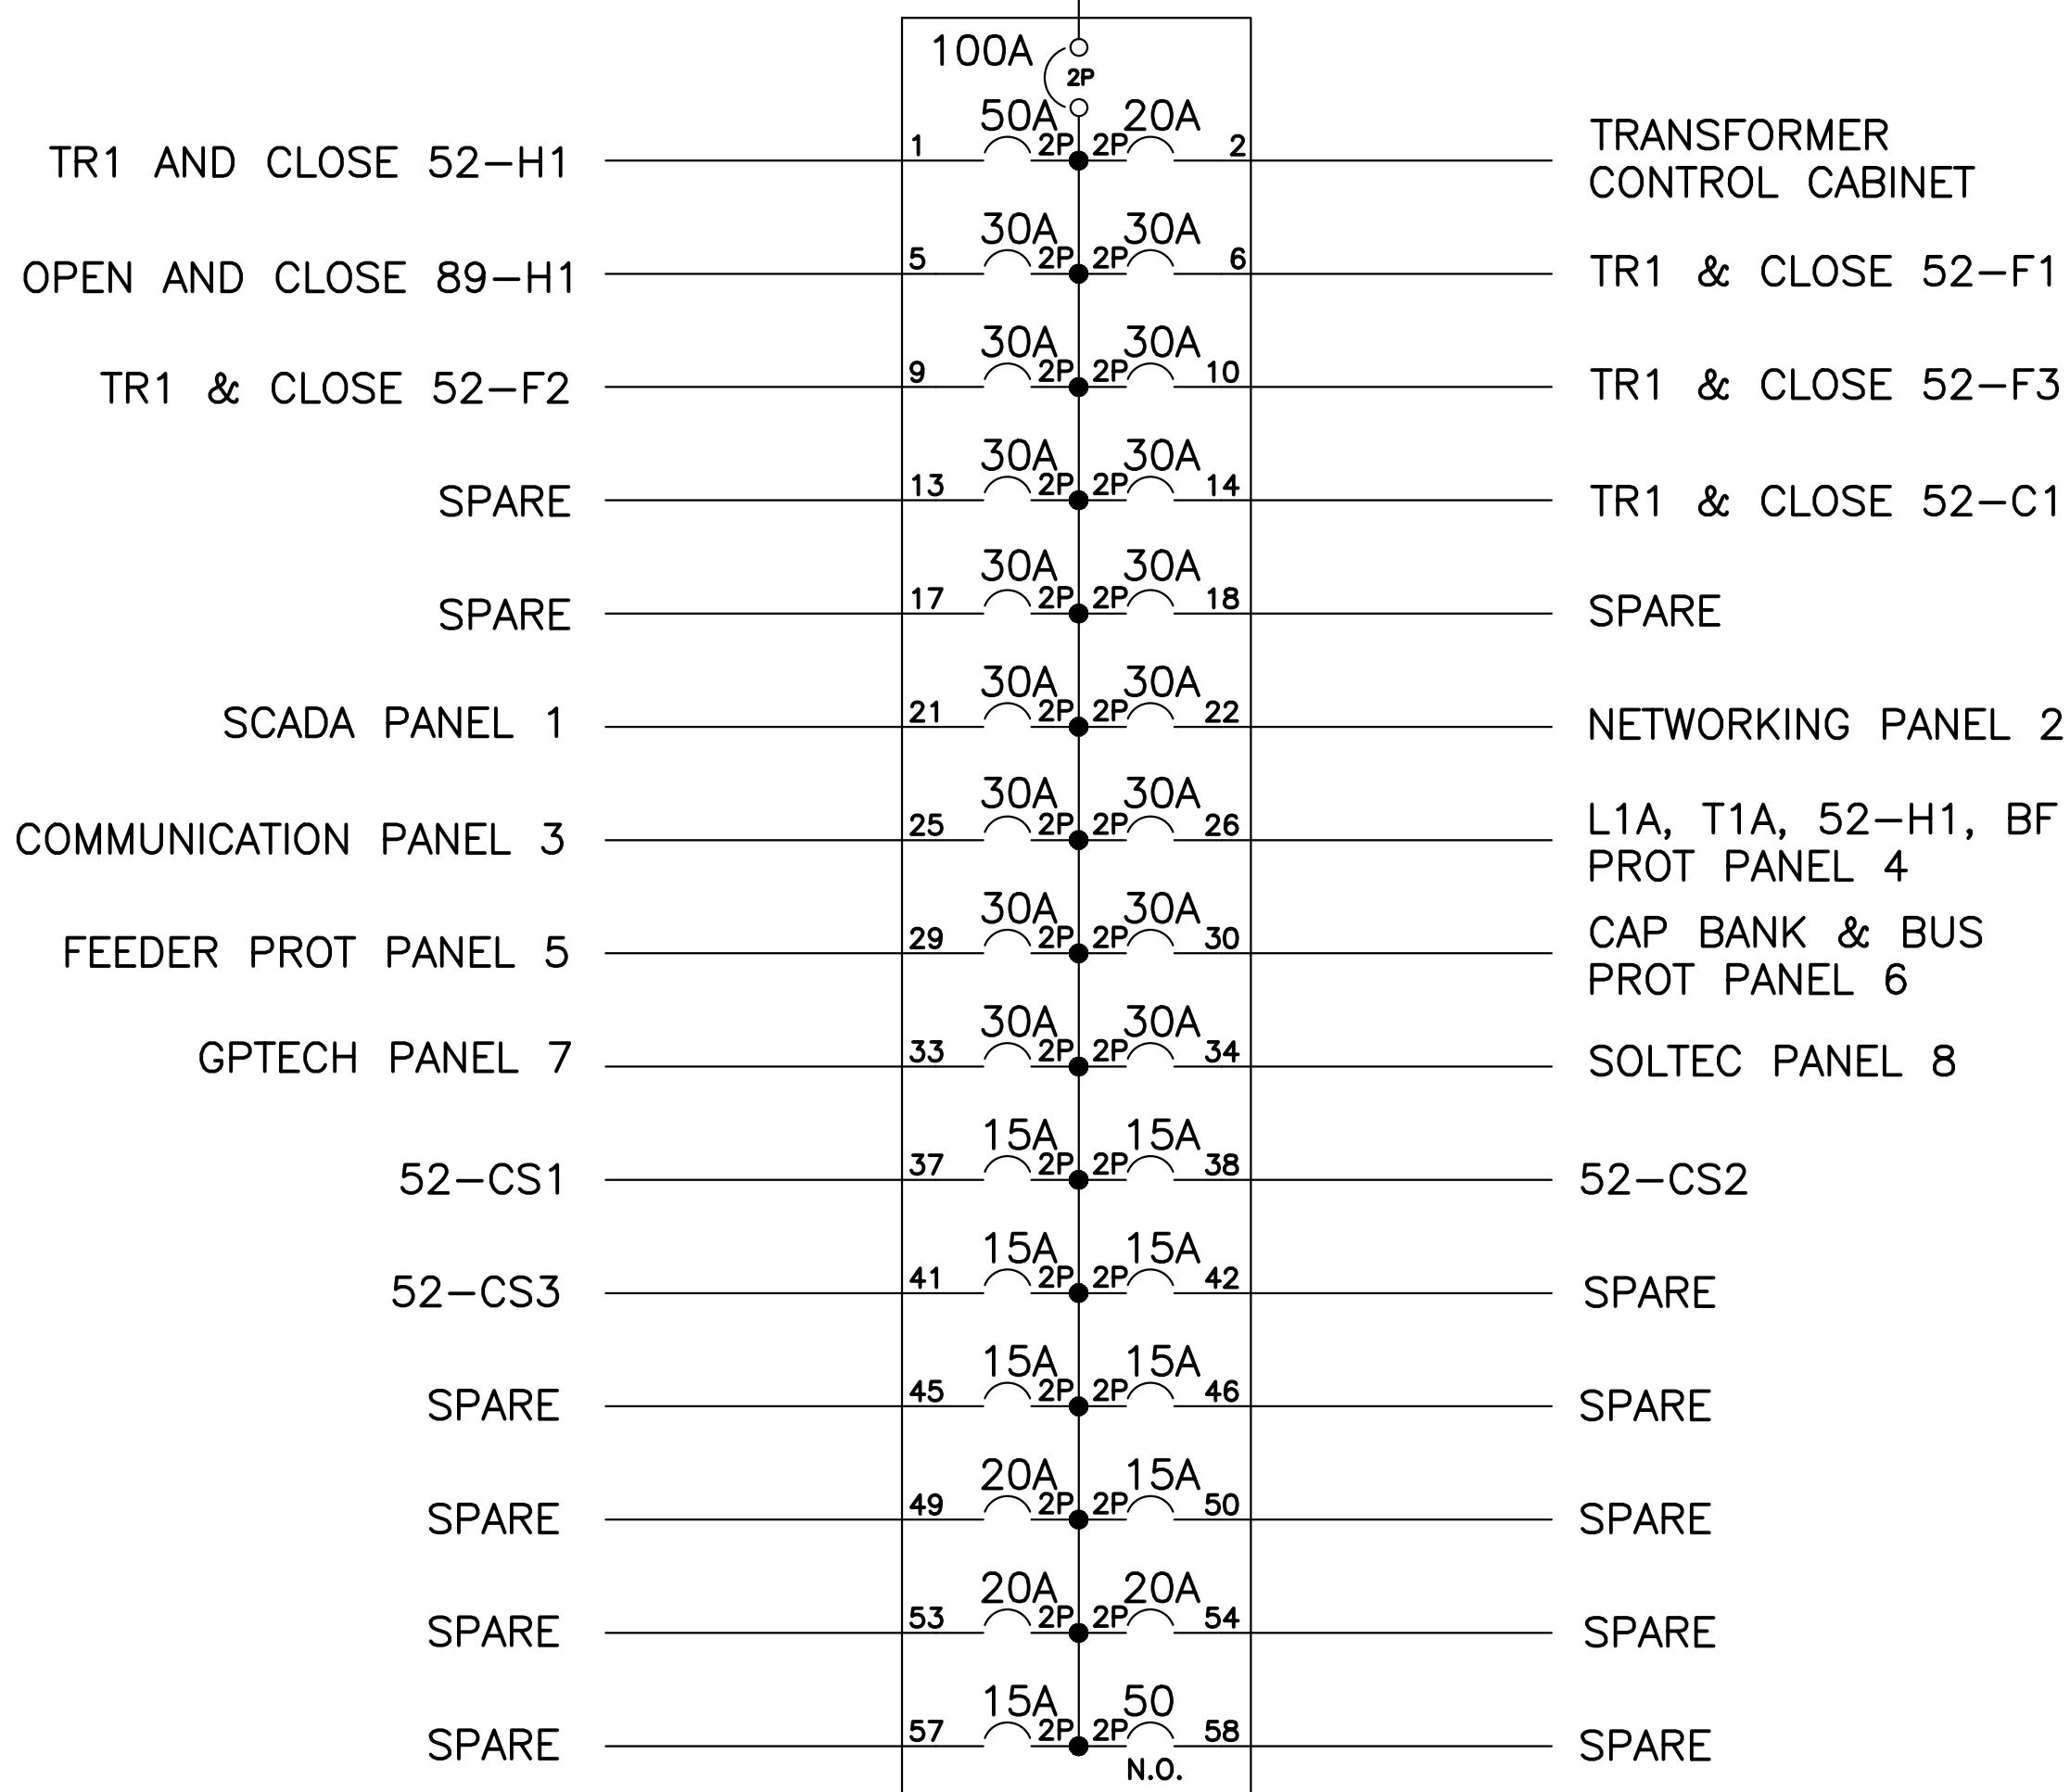 100A
2P
50A 20A
TR1 AND CLOSE 52-H1 1 2P 2P 2 TRANSFORMER
CONTROL CABINET
30A 30A
OPEN AND CLOSE 89-H1 5 2P 2P 6 TR1 & CLOSE 52-F1
30A 30A
TR1 & CLOSE 52-F2 9 2P 2P 10 TR1 & CLOSE 52-F3
30A 30A
SPARE 13 2P 2P 14 TR1 & CLOSE 52-C1
30A 30A
SPARE 17 2P 2P 18 SPARE
30A 30A
SCADA PANEL 1 21 2P 2P 22 NETWORKING PANEL 2
30A 30A
COMMUNICATION PANEL 3 25 2P 2P 26 L1A, T1A, 52-H1, BF
PROT PANEL 4
30A 30A
FEEDER PROT PANEL 5 29 2P 2P 30 CAP BANK & BUS
PROT PANEL 6
30A 30A
GPTECH PANEL 7 33 2P 2P 34 SOLTEC PANEL 8
15A 15A
52-CS1 37 2P 2P 38 52-CS2
15A 15A
52-CS3 41 2P 2P 42 SPARE
15A 15A
SPARE 45 2P 2P 46 SPARE
20A 15A
SPARE 49 2P 2P 50 SPARE
20A 20A
SPARE 53 2P 2P 54 SPARE
15A 50
SPARE 57 2P 2P 58 SPARE
N.O.